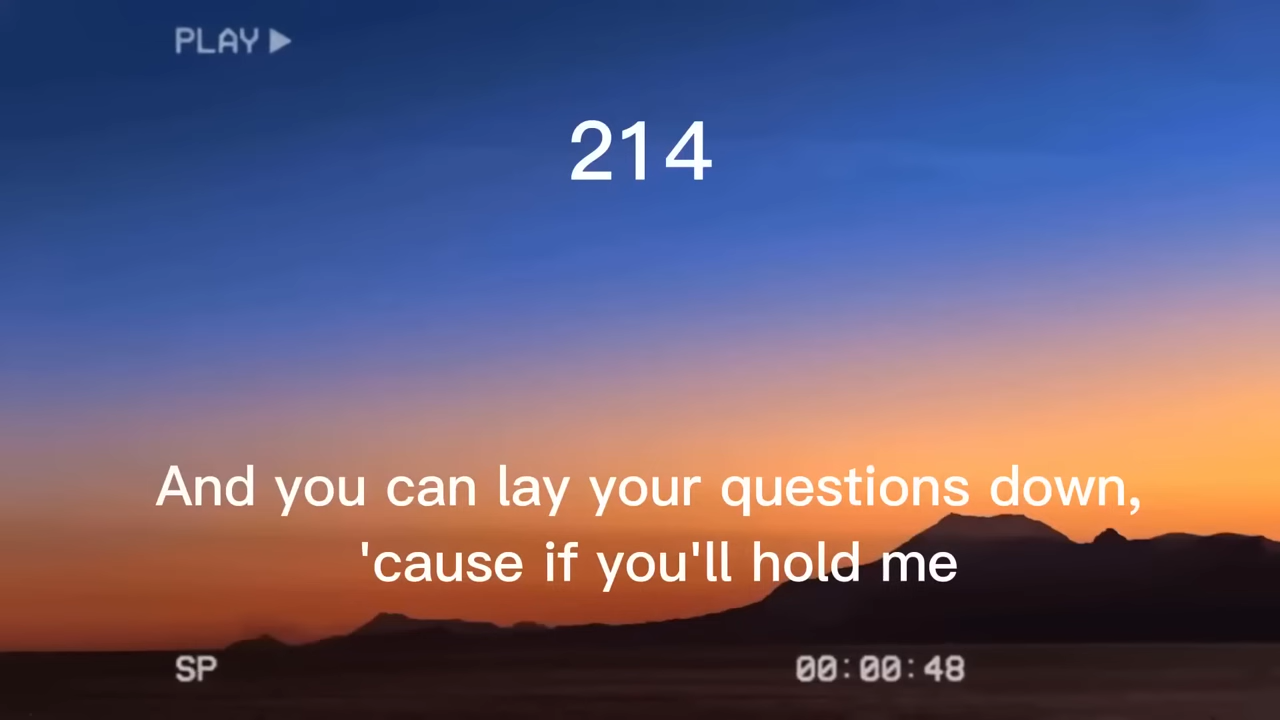 PLAY ▶
214
And you can lay your questions down,
'cause if you'll hold me
SP
00:00:48